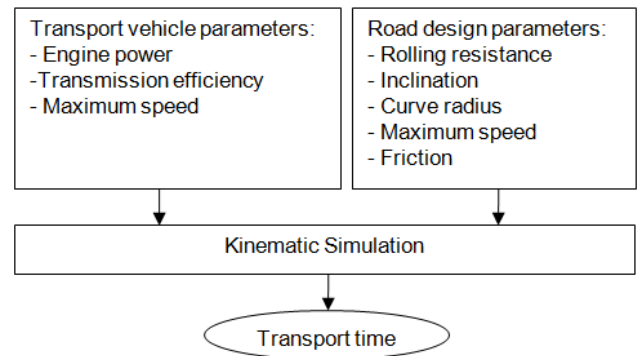 Transport vehicle parameters:
- Engine power
-Transmission efficiency
- Maximum speed
Road design parameters:
- Rolling resistance
- Inclination
- Curve radius
- Maximum speed
- Friction
Kinematic Simulation
Transport time